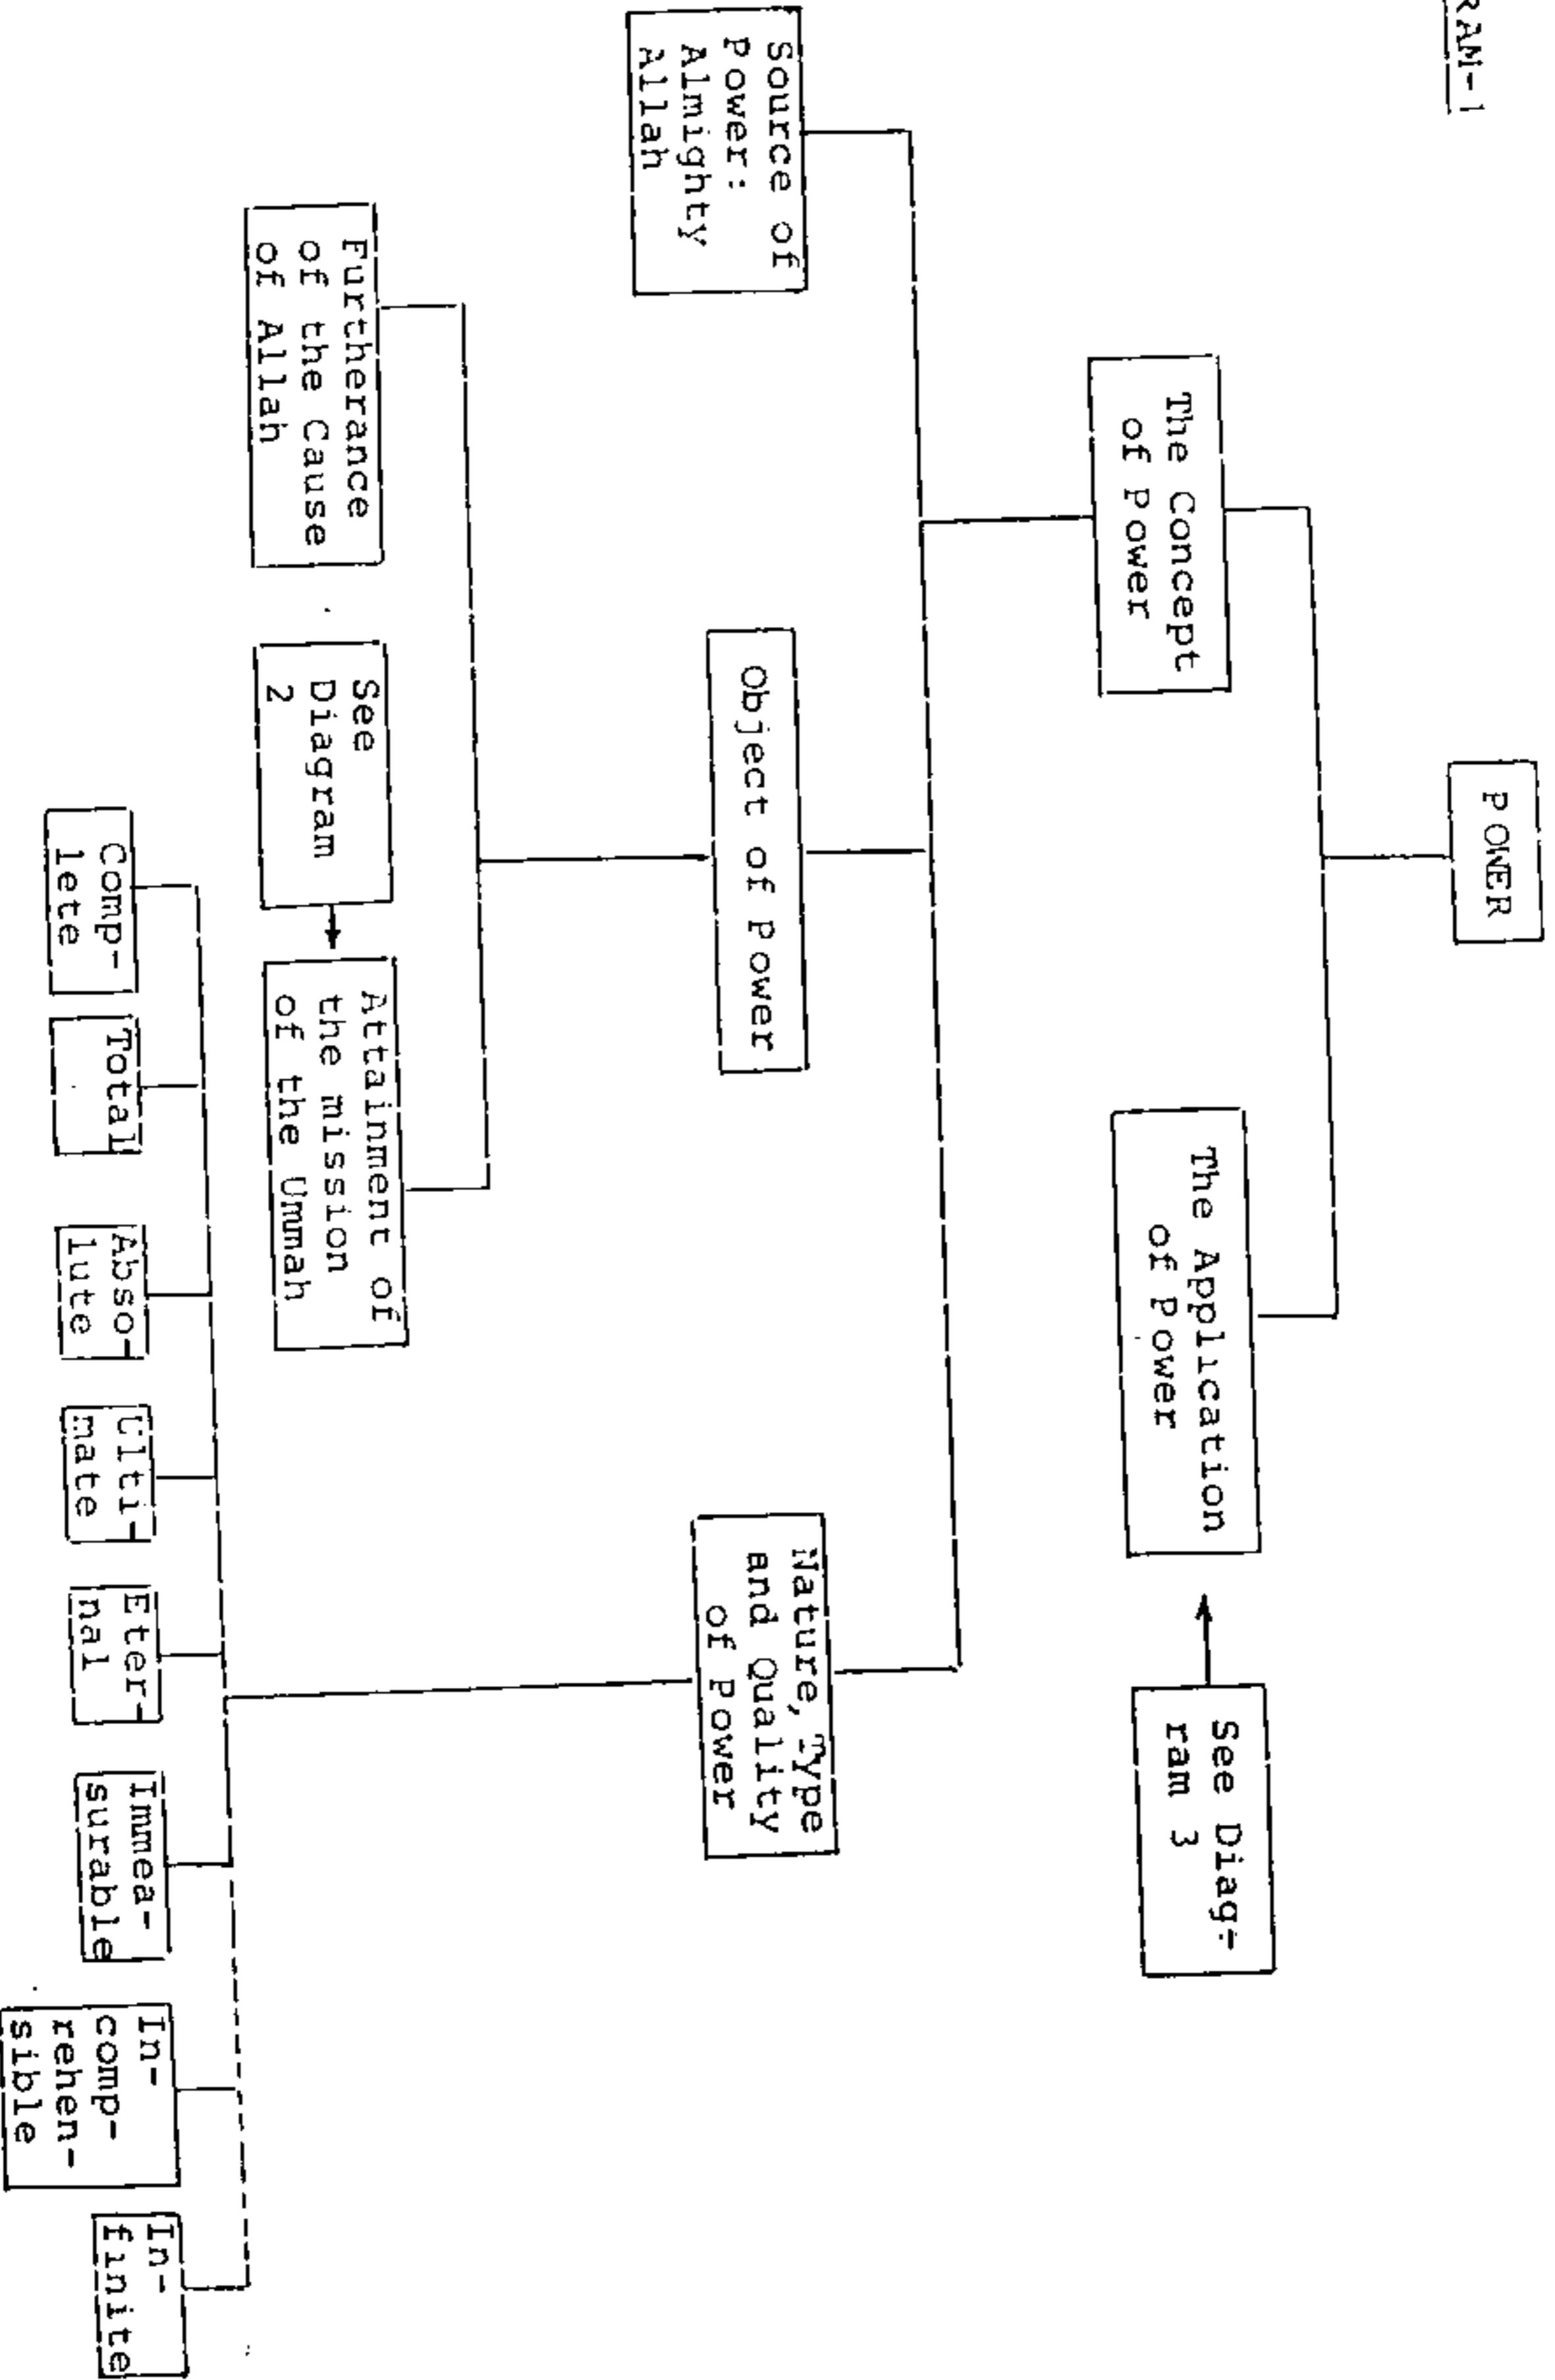 RAM-1
POWER
The Concept
of Power
The Application
of Power
See Diag-
ram 3
Source of
Power:
Almighty
Allah
Object of Power
Nature, Type
and Quality
of Power
Furtherance
of the Cause
of Allah
See
Diagram
2
Attainment of
the mission
of the Ummah
Comp-
lete
Total
Abso-
lute
Ulti-
mate
Eter-
nal
Immea-
surable
In-
comp-
rehen-
sible
In-
finite